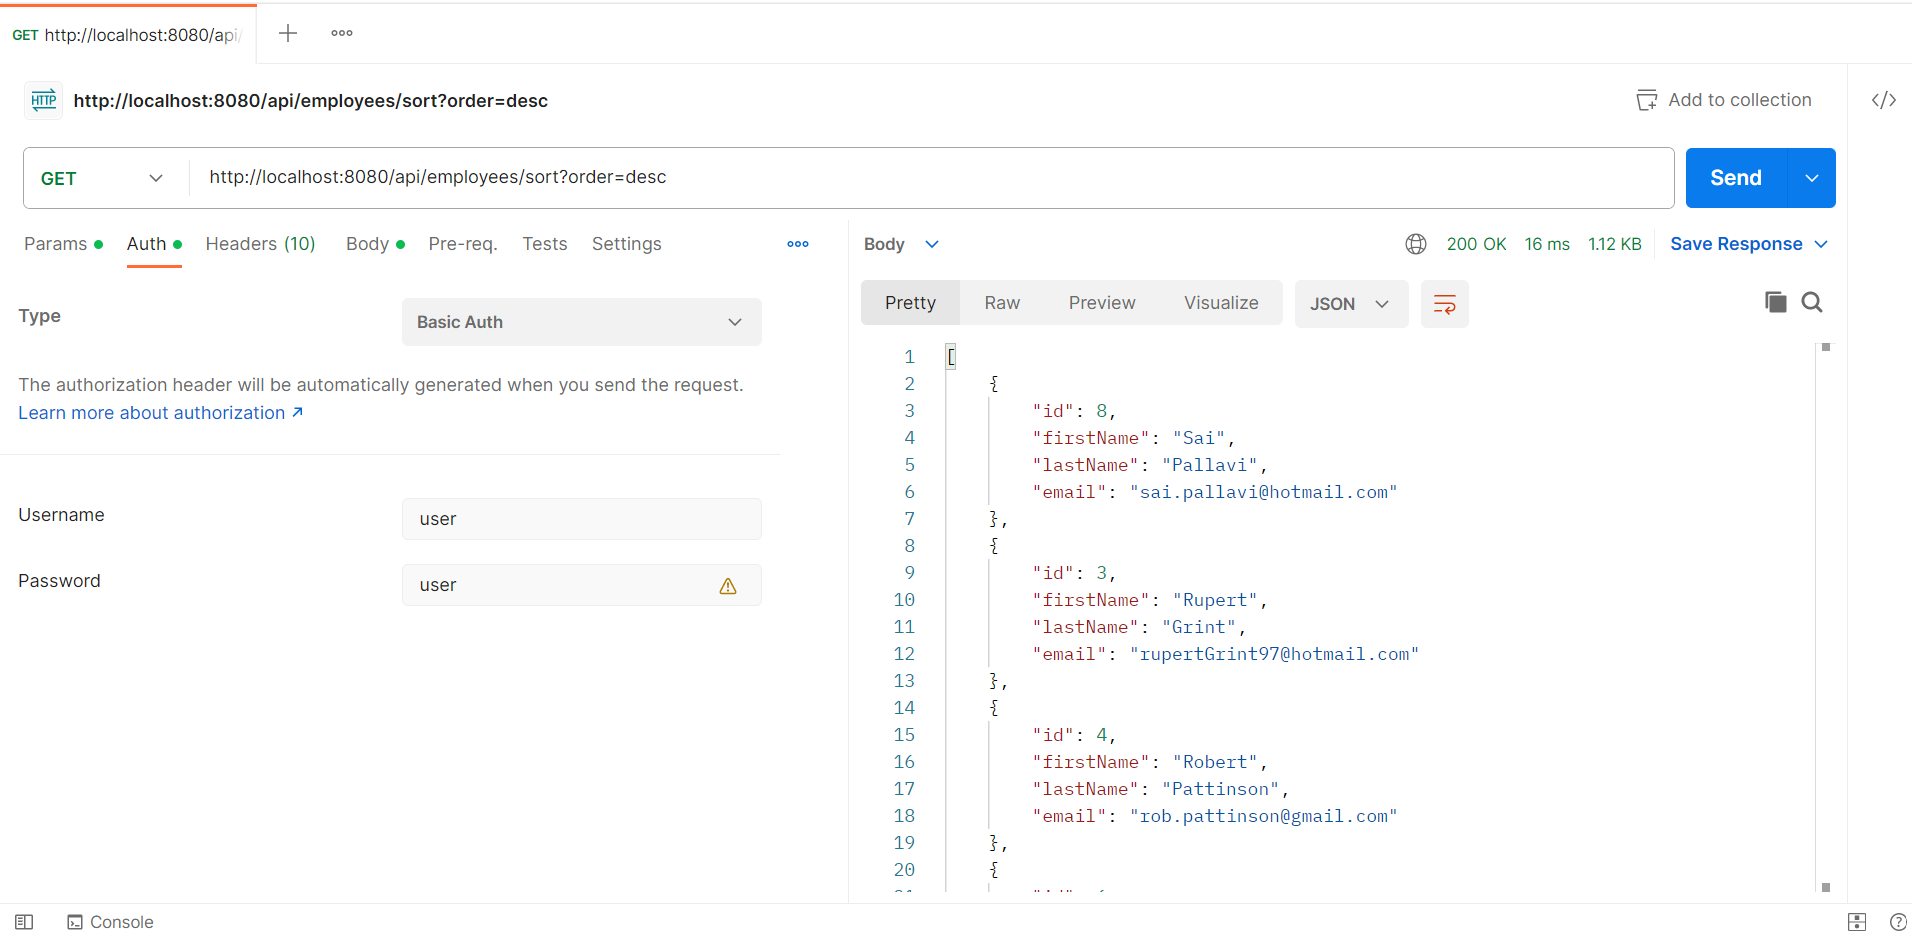 GET http://localhost:8080/api/
HTTP http://localhost:8080/api/employees/sort?order=desc
Add to collection
GET http://localhost:8080/api/employees/sort?order=desc
Send
Params Auth Headers (10) Body Pre-req. Tests Settings
Type Basic Auth
The authorization header will be automatically generated when you send the request.
Learn more about authorization
Username user
Password user
Body 200 OK 16 ms 1.12 KB Save Response
Pretty Raw Preview Visualize JSON
1 [
2 {
3 "id": 8,
4 "firstName": "Sai",
5 "lastName": "Pallavi",
6 "email": "sai.pallavi@hotmail.com"
7 },
8 {
9 "id": 3,
10 "firstName": "Rupert",
11 "lastName": "Grint",
12 "email": "rupertGrint97@hotmail.com"
13 },
14 {
15 "id": 4,
16 "firstName": "Robert",
17 "lastName": "Pattinson",
18 "email": "rob.pattinson@gmail.com"
19 },
20 {
Console